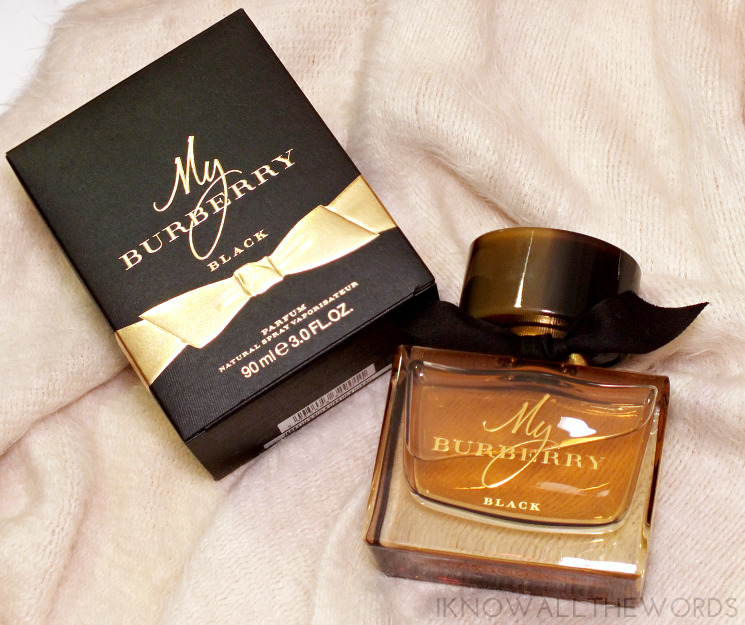 My
BURBERRY
BLACK
PARFUM
NATURAL SPRAY VAPORISATEUR
90 ml e 3.0 FL.OZ.
My
BURBERRY
BLACK
IKNOWALLTHEWORDS